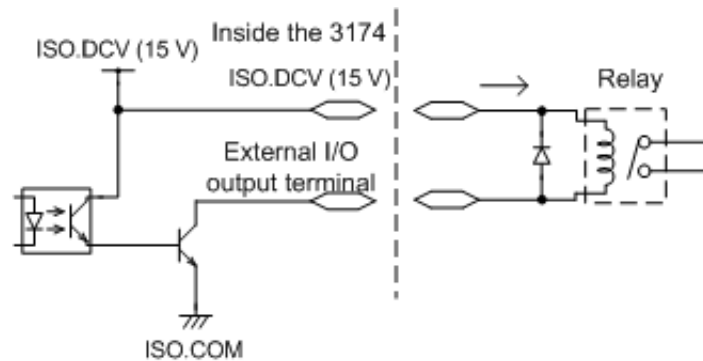 Inside the 3174
ISO.DCV (15 V)
ISO.DCV (15 V)
Relay
External I/O
output terminal
ISO.COM